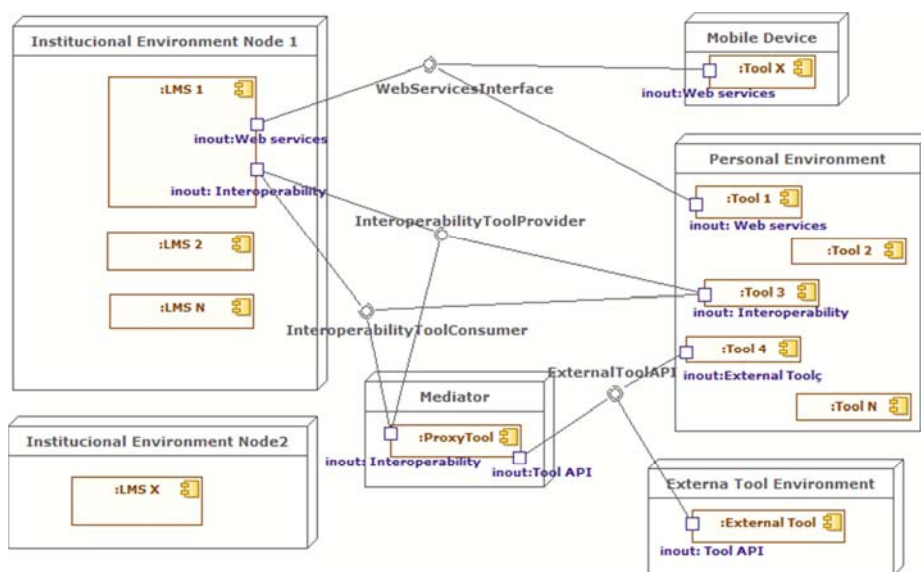 Institucional Environment Node 1
:LMS 1
inout:Web services
inout: Interoperability
:LMS 2
:LMS N
WebServicesInterface
Mobile Device
:Tool X
inout:Web services
Personal Environment
:Tool 1
inout: Web services
:Tool 2
InteroperabilityToolProvider
:Tool 3
inout: Interoperability
InteroperabilityToolConsumer
:Tool 4
inout:External Toolç
ExternalToolAPI
:Tool N
Mediator
:ProxyTool
inout: Interoperability
inout:Tool API
Institucional Environment Node2
:LMS X
Externa Tool Environment
:External Tool
inout: Tool API